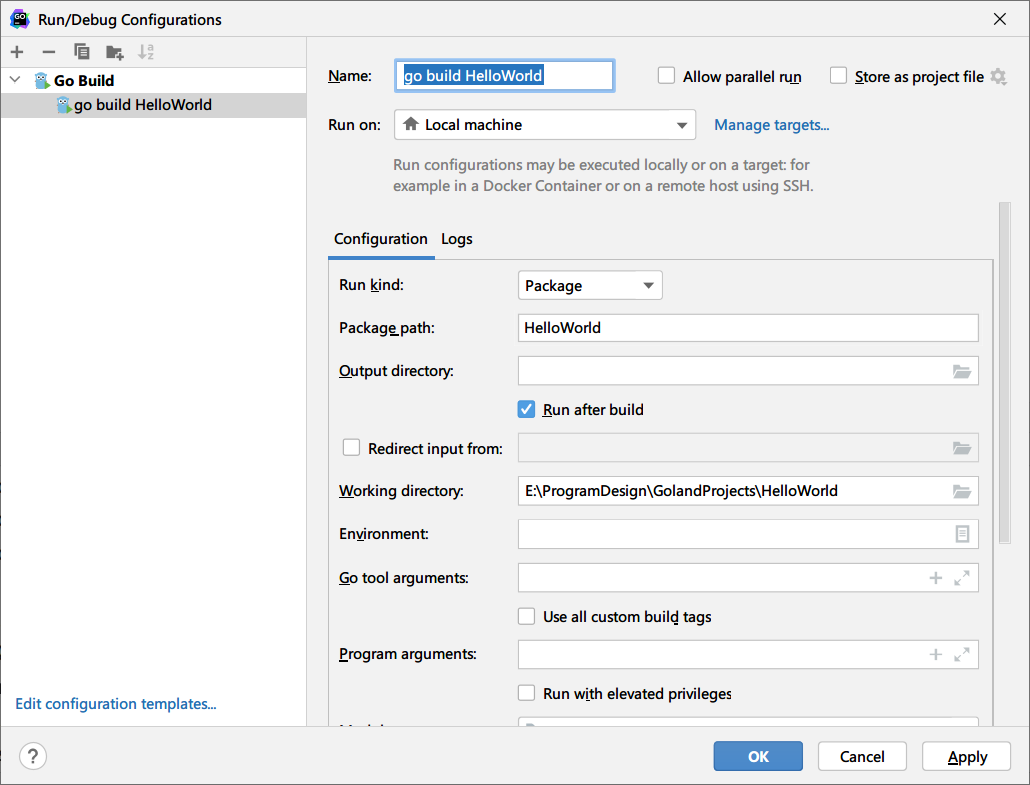 Run/Debug Configurations
Go Build
go build HelloWorld
Edit configuration templates...
Name: go build HelloWorld Allow parallel run Store as project file
Run on: Local machine Manage targets...
Run configurations may be executed locally or on a target: for
example in a Docker Container or on a remote host using SSH.
Configuration Logs
Run kind: Package
Package path: HelloWorld
Output directory:
Run after build
Redirect input from:
Working directory: E:\ProgramDesign\GolandProjects\HelloWorld
Environment:
Go tool arguments:
Use all custom build tags
Program arguments:
Run with elevated privileges
? OK Cancel Apply